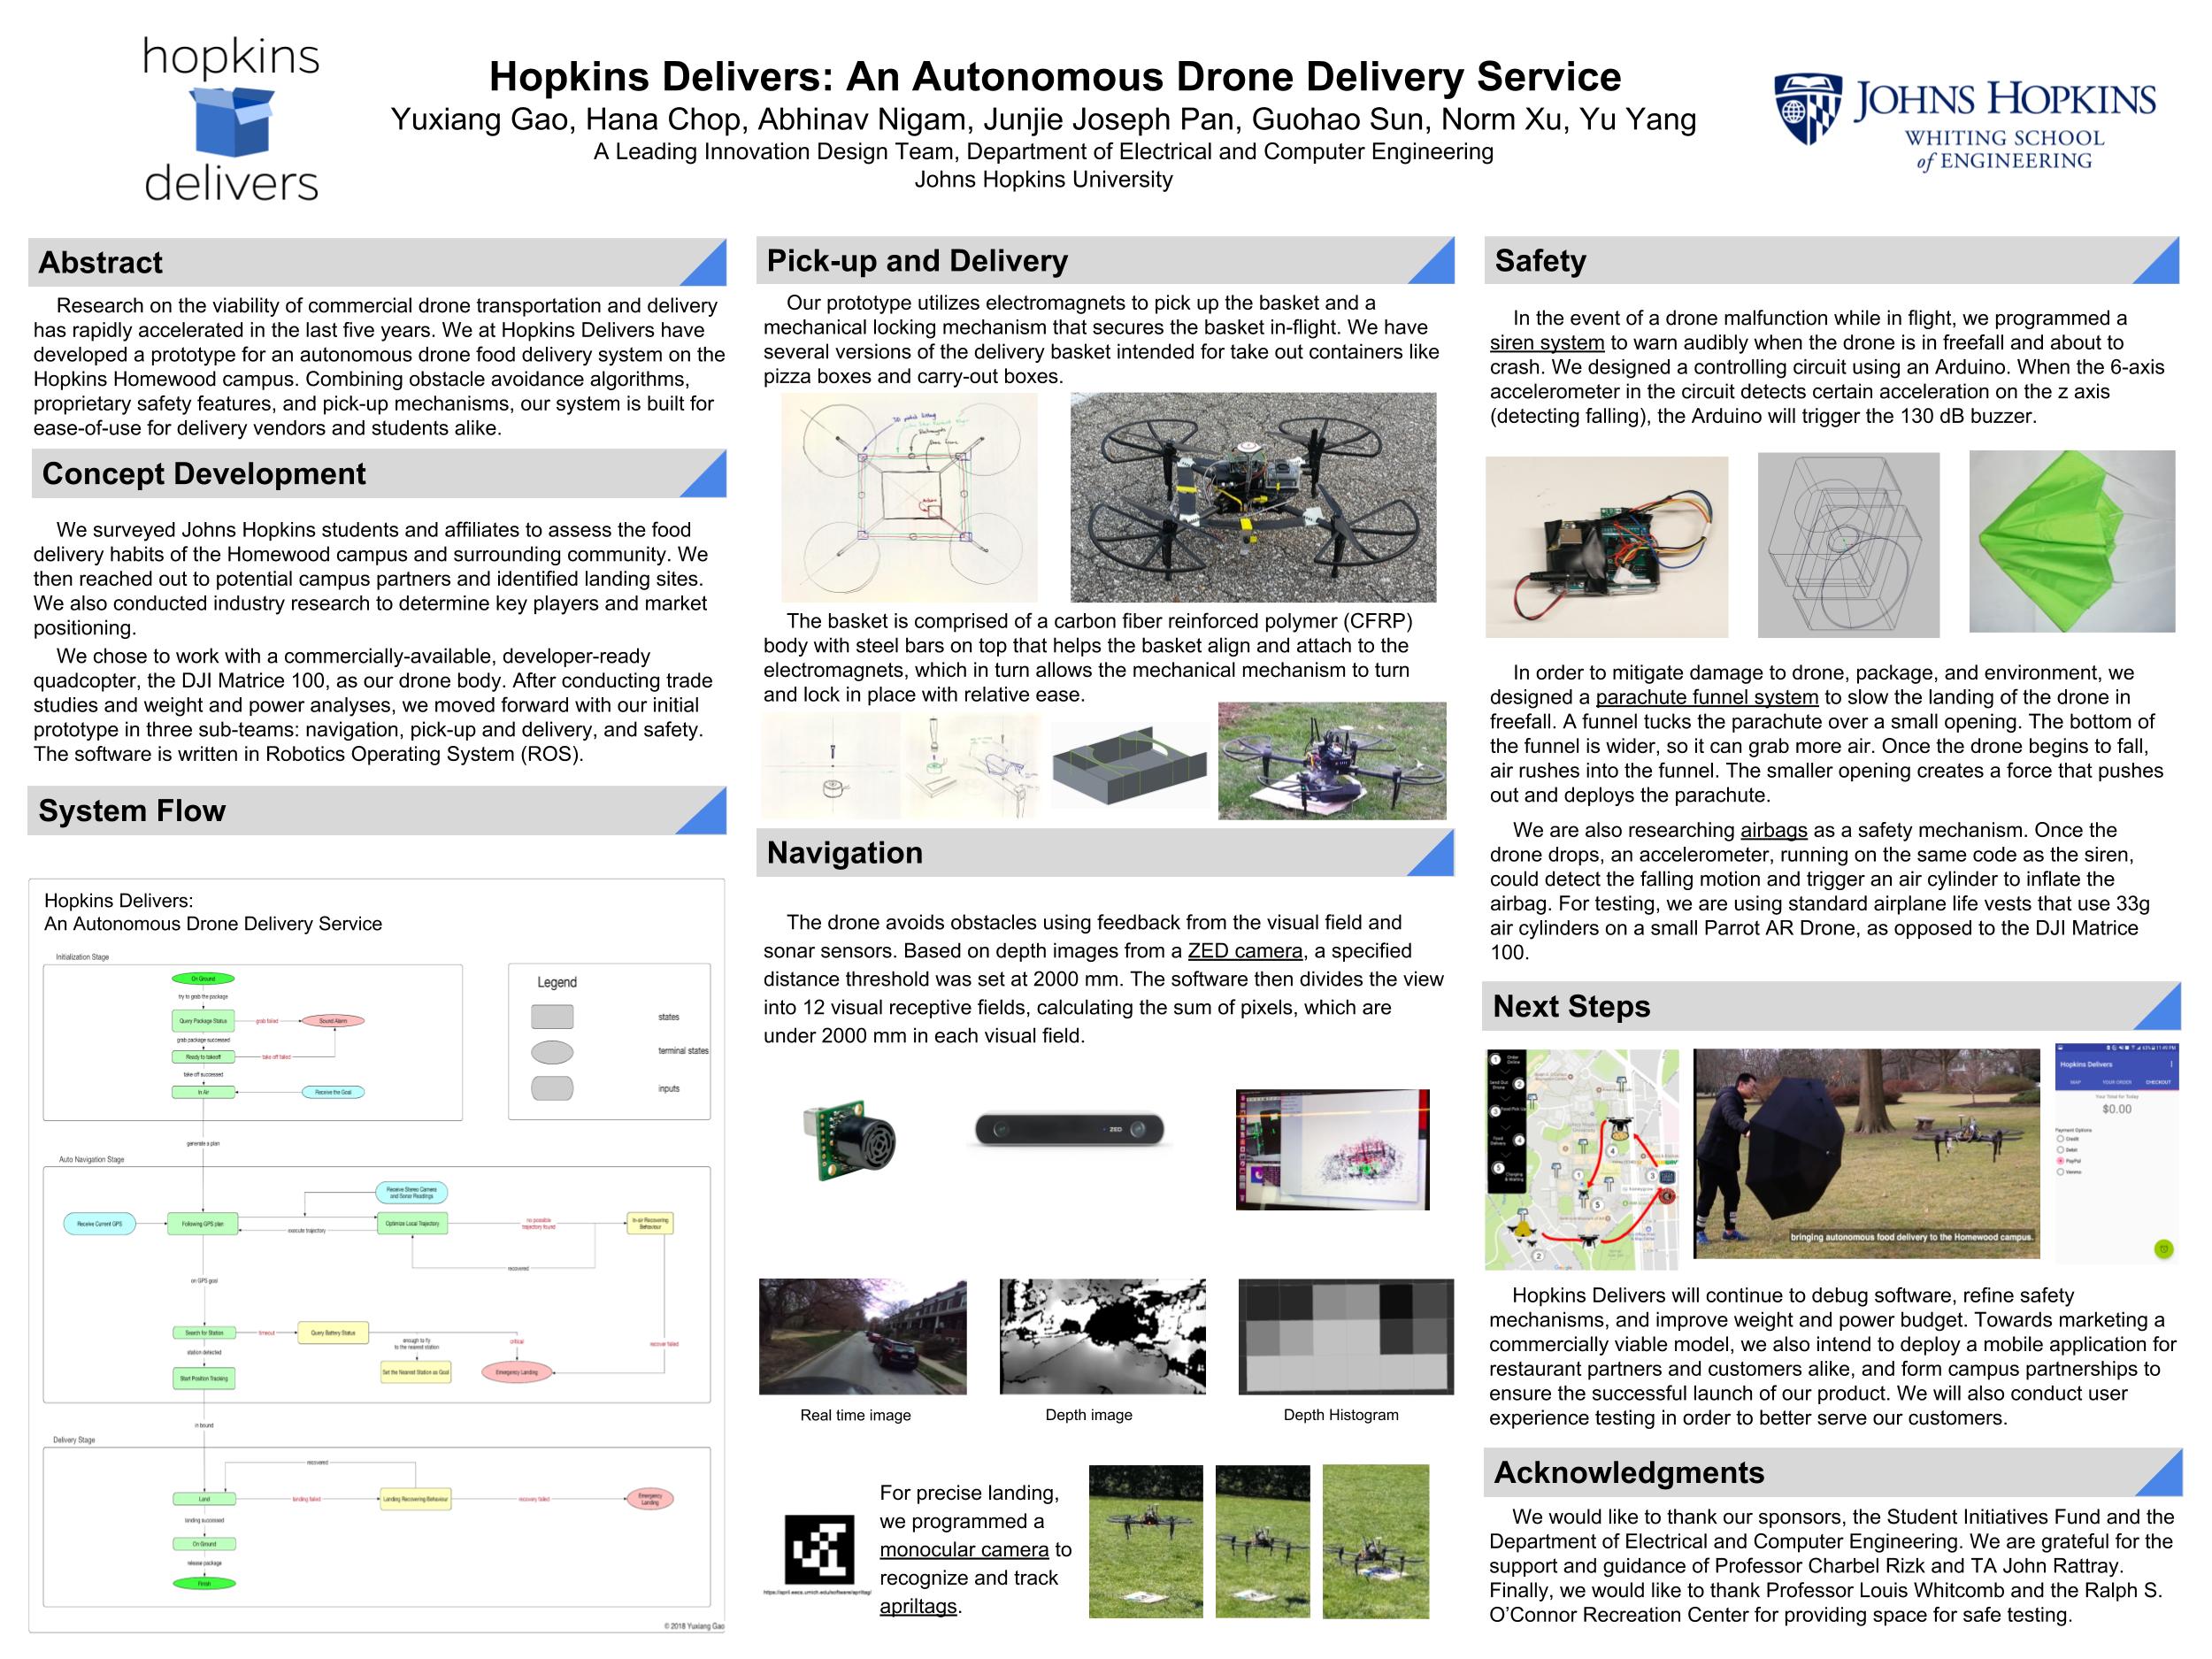 hopkins
delivers
Hopkins Delivers: An Autonomous Drone Delivery Service
Yuxiang Gao, Hana Chop, Abhinav Nigam, Junjie Joseph Pan, Guohao Sun, Norm Xu, Yu Yang
A Leading Innovation Design Team, Department of Electrical and Computer Engineering
Johns Hopkins University
JOHNS HOPKINS
WHITING SCHOOL
of ENGINEERING
Abstract
Research on the viability of commercial drone transportation and delivery
has rapidly accelerated in the last five years. We at Hopkins Delivers have
developed a prototype for an autonomous drone food delivery system on the
Hopkins Homewood campus. Combining obstacle avoidance algorithms,
proprietary safety features, and pick-up mechanisms, our system is built for
ease-of-use for delivery vendors and students alike.
Concept Development
We surveyed Johns Hopkins students and affiliates to assess the food
delivery habits of the Homewood campus and surrounding community. We
then reached out to potential campus partners and identified landing sites.
We also conducted industry research to determine key players and market
positioning.
We chose to work with a commercially-available, developer-ready
quadcopter, the DJI Matrice 100, as our drone body. After conducting trade
studies and weight and power analyses, we moved forward with our initial
prototype in three sub-teams: navigation, pick-up and delivery, and safety.
The software is written in Robotics Operating System (ROS).
System Flow
Hopkins Delivers:
An Autonomous Drone Delivery Service
Initialization Stage
On Ground
try to grab the package
Query Package Status
grab failed
Sound Alarm
grab package successed
Ready to takeoff
take off failed
take off successed
In Air
Receive the Goal
Legend
states
terminal states
inputs
generate a plan
Auto Navigation Stage
Receive Stereo Camera
and Sonar Readings
Receive Current GPS
Following GPS plan
execute trajectory
Optimize Local Trajectory
no possible
trajectory found
In-air Recovering
Behaviour
recovered
on GPS goal
Search for Station
timeout
Query Battery Status
enough to fly
to the nearest station
critical
recover failed
station detected
Start Position Tracking
Set the Nearest Station as Goal
Emergency Landing
in bound
Delivery Stage
recovered
Land
landing failed
Landing Recovering Behaviour
recovery failed
Emergency
Landing
landing successed
On Ground
release package
Finish
© 2018 Yuxiang Gao
Pick-up and Delivery
Our prototype utilizes electromagnets to pick up the basket and a
mechanical locking mechanism that secures the basket in-flight. We have
several versions of the delivery basket intended for take out containers like
pizza boxes and carry-out boxes.
The basket is comprised of a carbon fiber reinforced polymer (CFRP)
body with steel bars on top that helps the basket align and attach to the
electromagnets, which in turn allows the mechanical mechanism to turn
and lock in place with relative ease.
Navigation
The drone avoids obstacles using feedback from the visual field and
sonar sensors. Based on depth images from a ZED camera, a specified
distance threshold was set at 2000 mm. The software then divides the view
into 12 visual receptive fields, calculating the sum of pixels, which are
under 2000 mm in each visual field.
ZED
Real time image
Depth image
Depth Histogram
https://april.eecs.umich.edu/software/apriltag/
For precise landing,
we programmed a
monocular camera to
recognize and track
apriltags.
Safety
In the event of a drone malfunction while in flight, we programmed a
siren system to warn audibly when the drone is in freefall and about to
crash. We designed a controlling circuit using an Arduino. When the 6-axis
accelerometer in the circuit detects certain acceleration on the z axis
(detecting falling), the Arduino will trigger the 130 dB buzzer.
In order to mitigate damage to drone, package, and environment, we
designed a parachute funnel system to slow the landing of the drone in
freefall. A funnel tucks the parachute over a small opening. The bottom of
the funnel is wider, so it can grab more air. Once the drone begins to fall,
air rushes into the funnel. The smaller opening creates a force that pushes
out and deploys the parachute.
We are also researching airbags as a safety mechanism. Once the
drone drops, an accelerometer, running on the same code as the siren,
could detect the falling motion and trigger an air cylinder to inflate the
airbag. For testing, we are using standard airplane life vests that use 33g
air cylinders on a small Parrot AR Drone, as opposed to the DJI Matrice
100.
Next Steps
1 Order Online
Send Out Drone 2
3 Food Pick Up
Food Delivery 4
5 Charging & Waiting
bringing autonomous food delivery to the Homewood campus.
Hopkins Delivers
MAP YOUR ORDER CHECKOUT
Your Total for Today
$0.00
Payment Options
Credit
Debit
PayPal
Venmo
Hopkins Delivers will continue to debug software, refine safety
mechanisms, and improve weight and power budget. Towards marketing a
commercially viable model, we also intend to deploy a mobile application for
restaurant partners and customers alike, and form campus partnerships to
ensure the successful launch of our product. We will also conduct user
experience testing in order to better serve our customers.
Acknowledgments
We would like to thank our sponsors, the Student Initiatives Fund and the
Department of Electrical and Computer Engineering. We are grateful for the
support and guidance of Professor Charbel Rizk and TA John Rattray.
Finally, we would like to thank Professor Louis Whitcomb and the Ralph S.
O'Connor Recreation Center for providing space for safe testing.